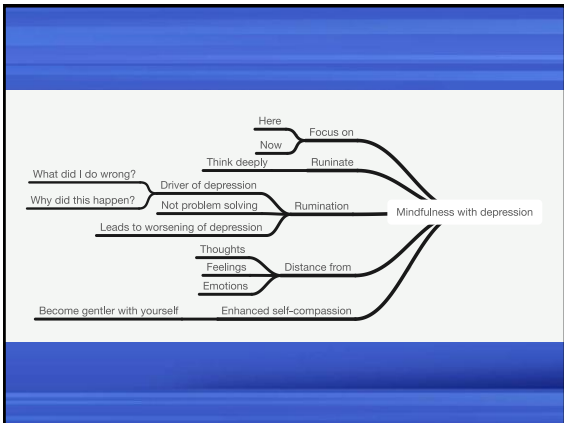 Here
Focus on
Now
Think deeply
Runinate
What did I do wrong?
Driver of depression
Why did this happen?
Not problem solving
Rumination
Mindfulness with depression
Leads to worsening of depression
Thoughts
Feelings
Distance from
Emotions
Become gentler with yourself
Enhanced self-compassion